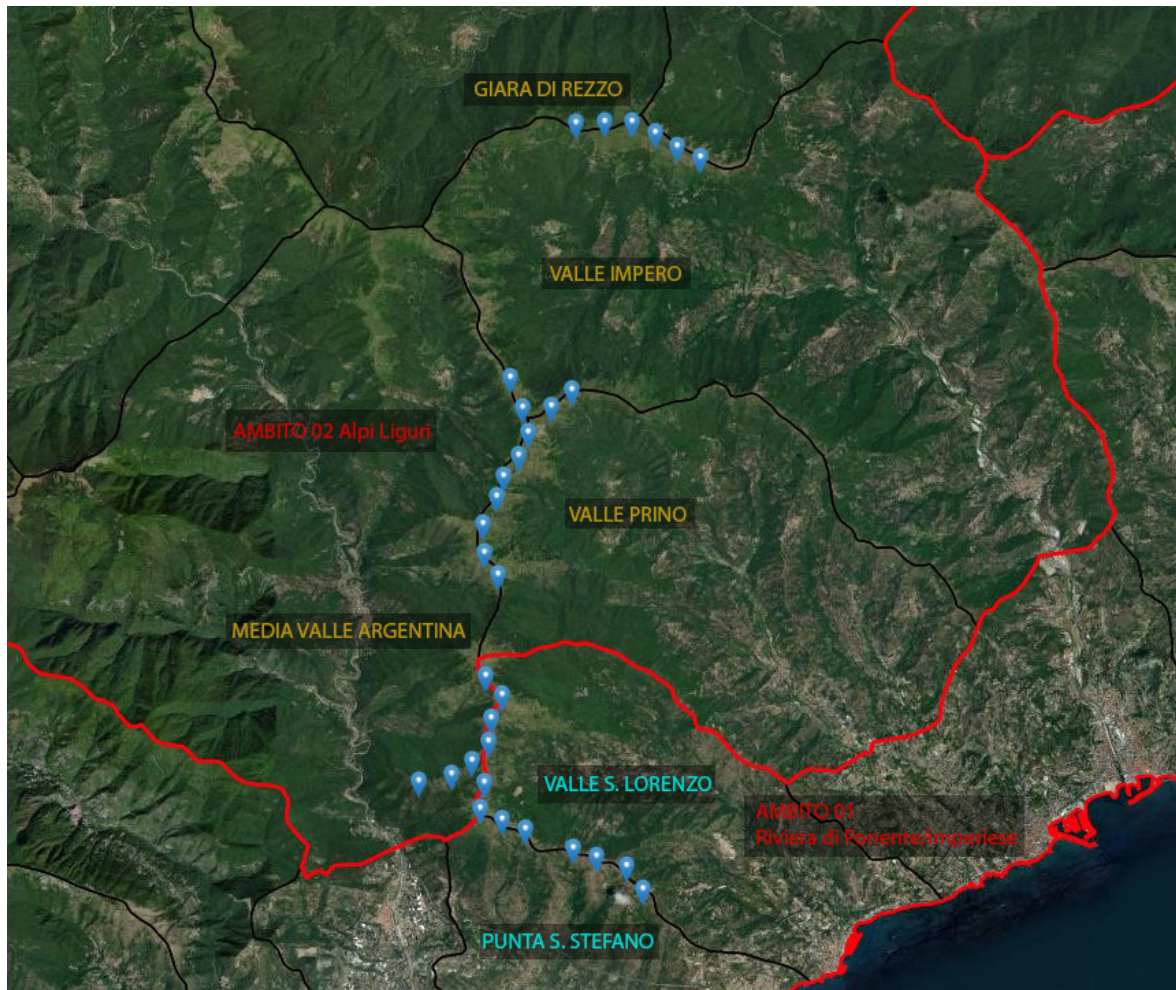 GIARA DI REZZO
VALLE IMPERO
AMBITO 02 Alpi Liguri
VALLE PRINO
MEDIA VALLE ARGENTINA
VALLE S. LORENZO
AMBITO 01
Riviera di Ponente/Imperiese
PUNTA S. STEFANO